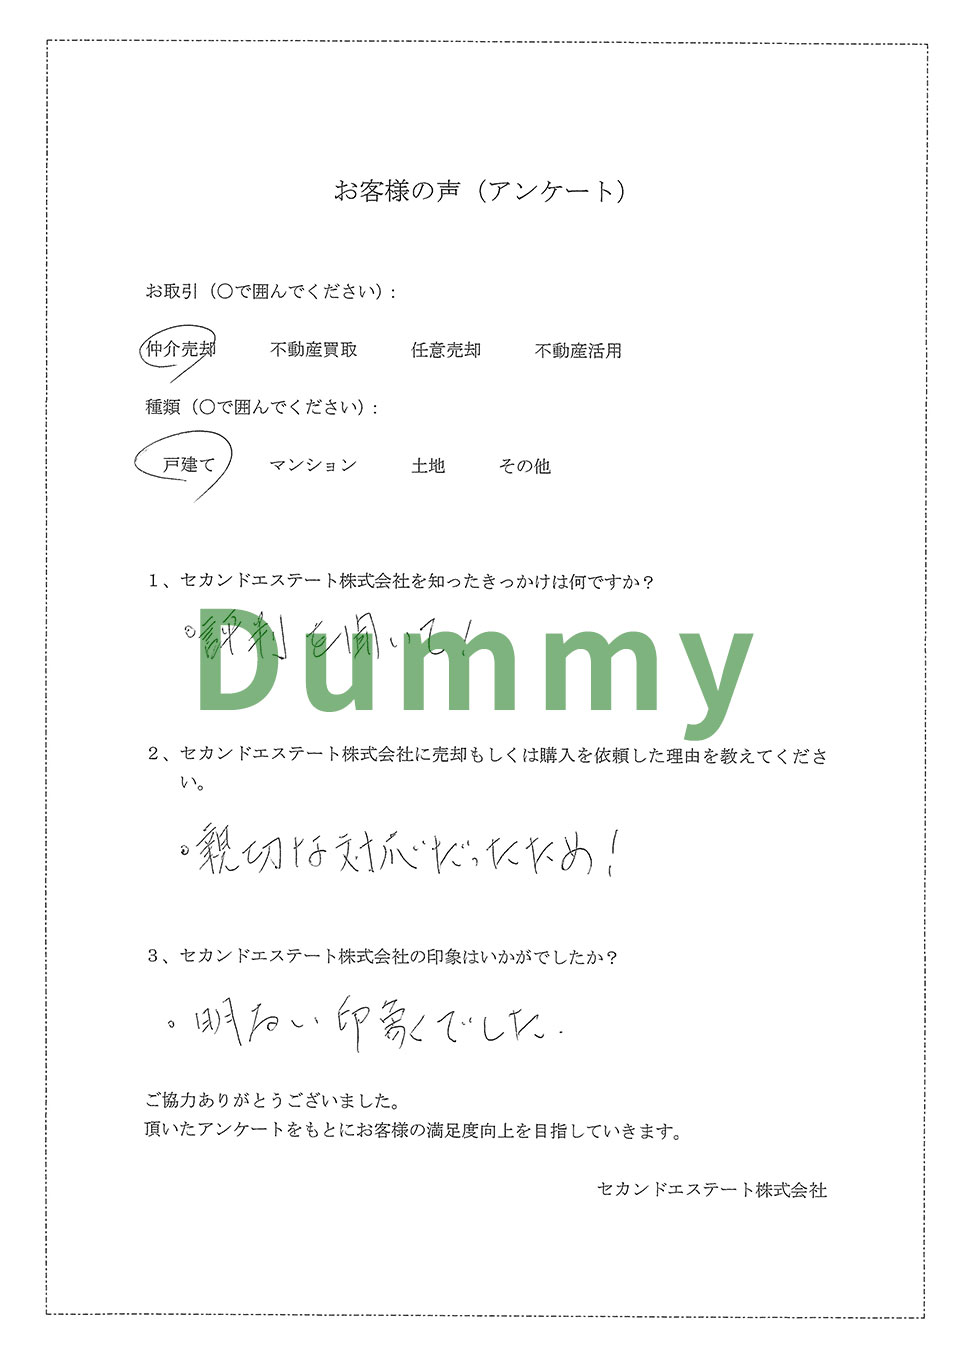 お客様の声（アンケート）
お取引（〇で囲んでください）:
仲介売却 不動産買取 任意売却 不動産活用
種類（〇で囲んでください）:
戸建て マンション 土地 その他
1、セカンドエステート株式会社を知ったきっかけは何ですか？
。評判を聞いて！
Dummy
2、セカンドエステート株式会社に売却もしくは購入を依頼した理由を教えてくださ
い。
。親切な対応だったため！
3、セカンドエステート株式会社の印象はいかがでしたか？
。明るい印象でした.
ご協力ありがとうございました。
頂いたアンケートをもとにお客様の満足度向上を目指していきます。
セカンドエステート株式会社